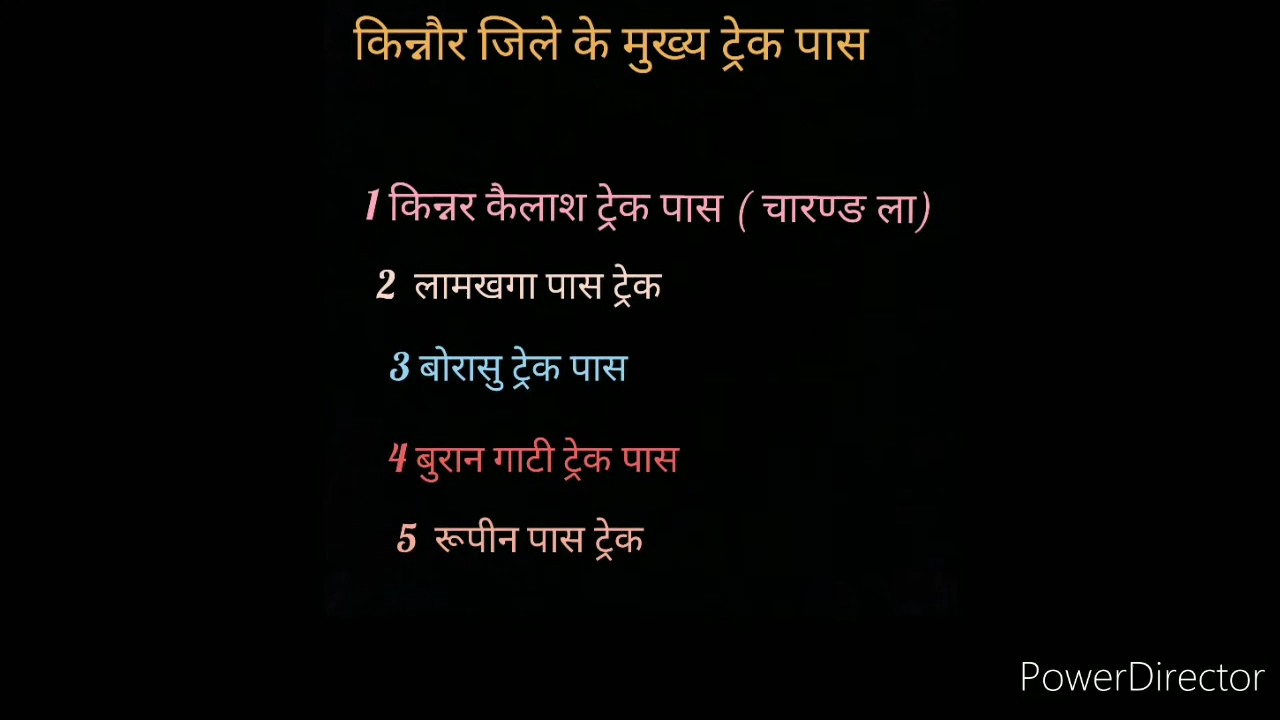 किन्नौर जिले के मुख्य ट्रेक पास
1 किन्नर कैलाश ट्रेक पास ( चारण्ङ ला)
2 लामखगा पास ट्रेक
3 बोरासु ट्रेक पास
4 बुरान गाटी ट्रेक पास
5 रूपीन पास ट्रेक
PowerDirector